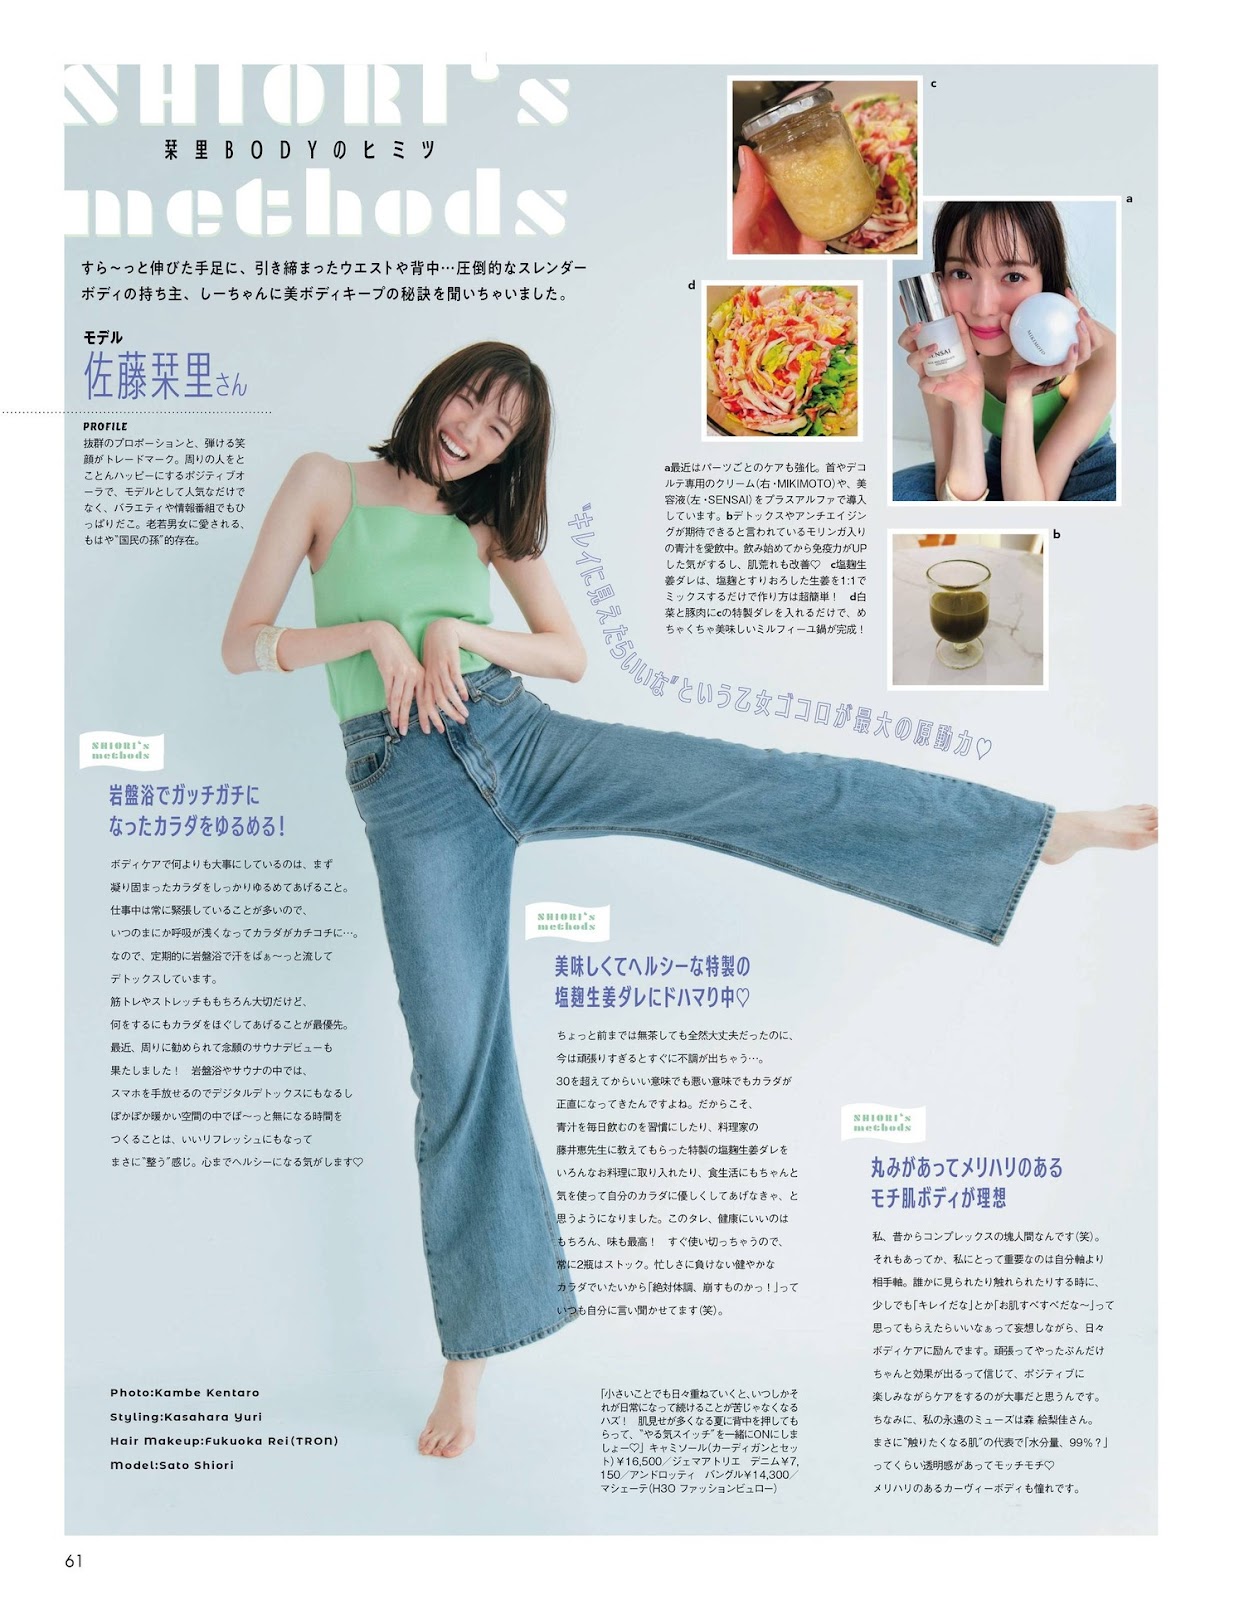 SHIORI's
栞里BODYのヒミツ
methods
すら〜っと伸びた手足に、引き締まったウエストや背中…圧倒的なスレンダー
ボディの持ち主、しーちゃんに美ボディキープの秘訣を聞いちゃいました。
モデル
佐藤栞里さん
PROFILE
抜群のプロポーションと、弾ける笑
顔がトレードマーク。周りの人をと
ことんハッピーにするポジティブオ
ーラで、モデルとして人気なだけで
なく、バラエティや情報番組でもひ
っぱりだこ。老若男女に愛される、
もはや"国民の孫"的存在。
c
a
d
b
MIKIMOTO
SENSAI
a最近はパーツごとのケアも強化。首やデコ
ルテ専用のクリーム(右・MIKIMOTO)や、美
容液(左・SENSAI)をプラスアルファで導入
しています。bデトックスやアンチエイジン
グが期待できると言われているモリンガ入り
の青汁を愛飲中。飲み始めてから免疫力がUP
した気がするし、肌荒れも改善♡　c塩麹生
姜ダレは、塩麹とすりおろした生姜を1:1で
ミックスするだけで作り方は超簡単！　d白
菜と豚肉にcの特製ダレを入れるだけで、め
ちゃくちゃ美味しいミルフィーユ鍋が完成！
"キレイに見えたらいいな"という乙女ゴコロが最大の原動力♡
SHIORI's
methods
岩盤浴でガッチガチに
なったカラダをゆるめる！
ボディケアで何よりも大事にしているのは、まず
凝り固まったカラダをしっかりゆるめてあげること。
仕事中は常に緊張していることが多いので、
いつのまにか呼吸が浅くなってカラダがカチコチに…。
なので、定期的に岩盤浴で汗をばぁ〜っと流して
デトックスしています。
筋トレやストレッチももちろん大切だけど、
何をするにもカラダをほぐしてあげることが最優先。
最近、周りに勧められて念願のサウナデビューも
果たしました！　岩盤浴やサウナの中では、
スマホを手放せるのでデジタルデトックスにもなるし
ぽかぽか暖かい空間の中でぼ〜っと無になる時間を
つくることは、いいリフレッシュにもなって
まさに"整う"感じ。心までヘルシーになる気がします♡
SHIORI's
methods
美味しくてヘルシーな特製の
塩麹生姜ダレにドハマり中♡
ちょっと前までは無茶しても全然大丈夫だったのに、
今は頑張りすぎるとすぐに不調が出ちゃう…。
30を超えてからいい意味でも悪い意味でもカラダが
正直になってきたんですよね。だからこそ、
青汁を毎日飲むのを習慣にしたり、料理家の
藤井恵先生に教えてもらった特製の塩麹生姜ダレを
いろんなお料理に取り入れたり、食生活にもちゃんと
気を使って自分のカラダに優しくしてあげなきゃ、と
思うようになりました。このタレ、健康にいいのは
もちろん、味も最高！　すぐ使い切っちゃうので、
常に2瓶はストック。忙しさに負けない健やかな
カラダでいたいから「絶対体調、崩すものかっ！」って
いつも自分に言い聞かせてます(笑)。
SHIORI's
methods
丸みがあってメリハリのある
モチ肌ボディが理想
私、昔からコンプレックスの塊人間なんです(笑)。
それもあってか、私にとって重要なのは自分軸より
相手軸。誰かに見られたり触れられたりする時に、
少しでも「キレイだな」とか「お肌すべすべだな〜」って
思ってもらえたらいいなぁって妄想しながら、日々
ボディケアに励んでます。頑張ってやったぶんだけ
ちゃんと効果が出るって信じて、ポジティブに
楽しみながらケアをするのが大事だと思うんです。
ちなみに、私の永遠のミューズは森 絵梨佳さん。
まさに"触りたくなる肌"の代表で「水分量、99％？」
ってくらい透明感があってモッチモチ♡
メリハリのあるカーヴィーボディも憧れです。
Photo:Kambe Kentaro
Styling:Kasahara Yuri
Hair Makeup:Fukuoka Rei(TRON)
Model:Sato Shiori
「小さいことでも日々重ねていくと、いつしかそ
れが日常になって続けることが苦じゃなくなる
ハズ！　肌見せが多くなる夏に背中を押しても
らって、"やる気スイッチ"を一緒にONにしま
しょー♡」キャミソール(カーディガンとセッ
ト)￥16,500／ジェマアトリエ　デニム￥7,
150／アンドロッティ　バングル￥14,300／
マシェーテ(H3O ファッションビュロー)
61